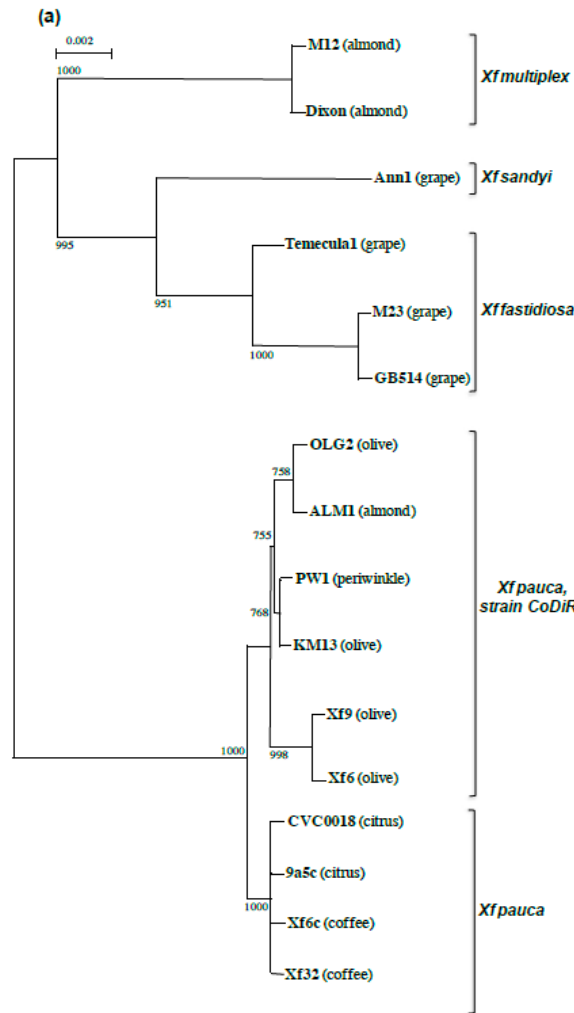 (a)
0.002
1000
M12 (almond)
Xf multiplex
Dixon (almond)
Ann1 (grape)
Xf sandyi
995
Temecula1 (grape)
951
M23 (grape)
Xf fastidiosa
1000
GB514 (grape)
OLG2 (olive)
758
ALM1 (almond)
755
PW1 (periwinkle)
Xf pauca,
strain CoDiR
768
KM13 (olive)
Xf9 (olive)
1000
998
Xf6 (olive)
CVC0018 (citrus)
9a5c (citrus)
1000
Xf pauca
Xf6c (coffee)
Xf32 (coffee)